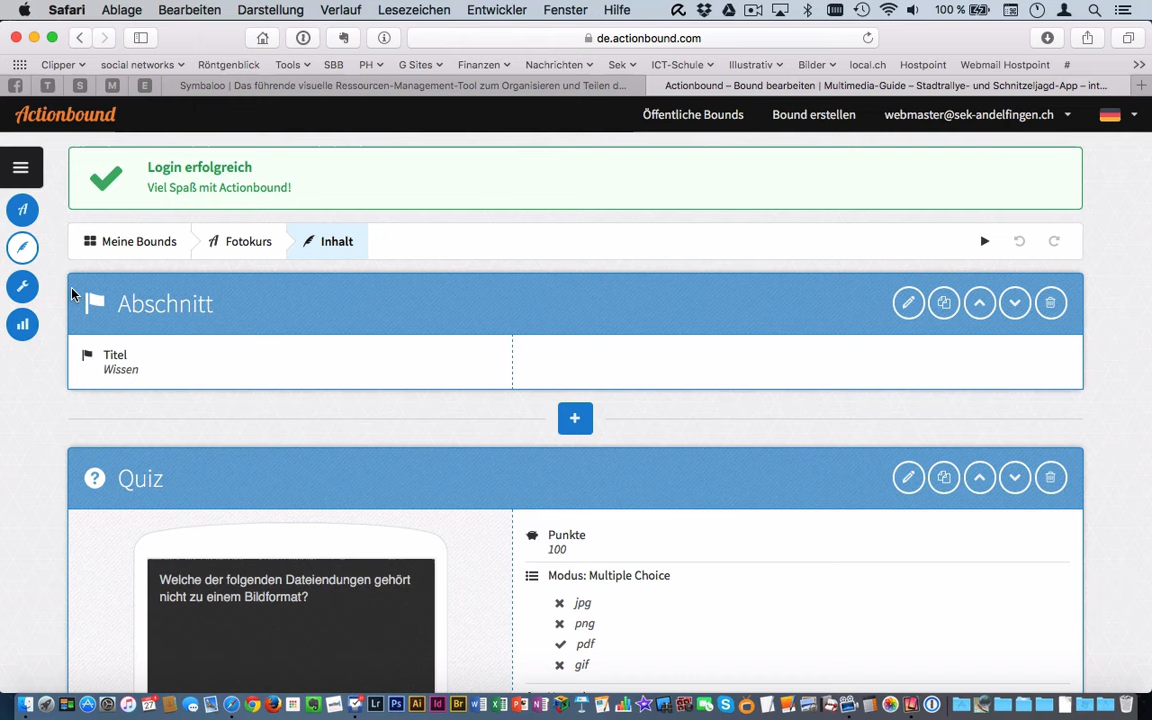 Safari Ablage Bearbeiten Darstellung Verlauf Lesezeichen Entwickler Fenster Hilfe 100 %
de.actionbound.com
Clipper social networks Röntgenblick Tools SBB PH G Sites Finanzen Nachrichten Sek ICT-Schule Illustrativ Bilder local.ch Hostpoint Webmail Hostpoint # >>
T S M E Symbaloo | Das führende visuelle Ressourcen-Management-Tool zum Organisieren und Teilen d... Actionbound – Bound bearbeiten | Multimedia-Guide – Stadtrallye- und Schnitzeljagd-App – int... +
Actionbound Öffentliche Bounds Bound erstellen webmaster@sek-andelfingen.ch
Login erfolgreich
Viel Spaß mit Actionbound!
Meine Bounds Fotokurs Inhalt
Abschnitt
Titel
Wissen
+
Quiz
Punkte
100
Welche der folgenden Dateiendungen gehört
nicht zu einem Bildformat?
Modus: Multiple Choice
jpg
png
pdf
gif
Lr Ps Ai Id Br